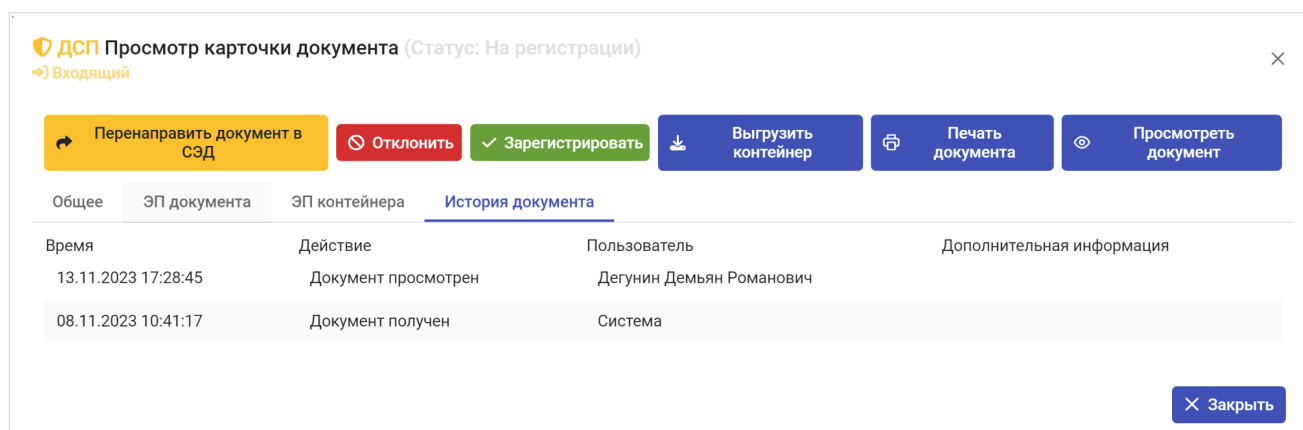 ДСП Просмотр карточки документа (Статус: На регистрации)
Входящий
Перенаправить документ в
СЭД
Отклонить
Зарегистрировать
Выгрузить
контейнер
Печать
документа
Просмотреть
документ
Общее ЭП документа ЭП контейнера История документа
Время Действие Пользователь Дополнительная информация
13.11.2023 17:28:45 Документ просмотрен Дегунин Демьян Романович
08.11.2023 10:41:17 Документ получен Система
Закрыть